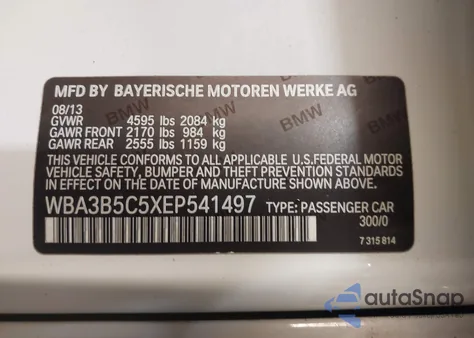 MFD BY BAYERISCHE MOTOREN WERKE AG
08/13
GVWR 4595 lbs 2084 kg
GAWR FRONT 2170 lbs 984 kg
GAWR REAR 2555 lbs 1159 kg
THIS VEHICLE CONFORMS TO ALL APPLICABLE U.S.FEDERAL MOTOR
VEHICLE SAFETY, BUMPER AND THEFT PREVENTION STANDARDS
IN EFFECT ON THE DATE OF MANUFACTURE SHOWN ABOVE.
WBA3B5C5XEP541497 TYPE: PASSENGER CAR
300/0
7 315 814
BMW
BMW
BMW
autoSnap